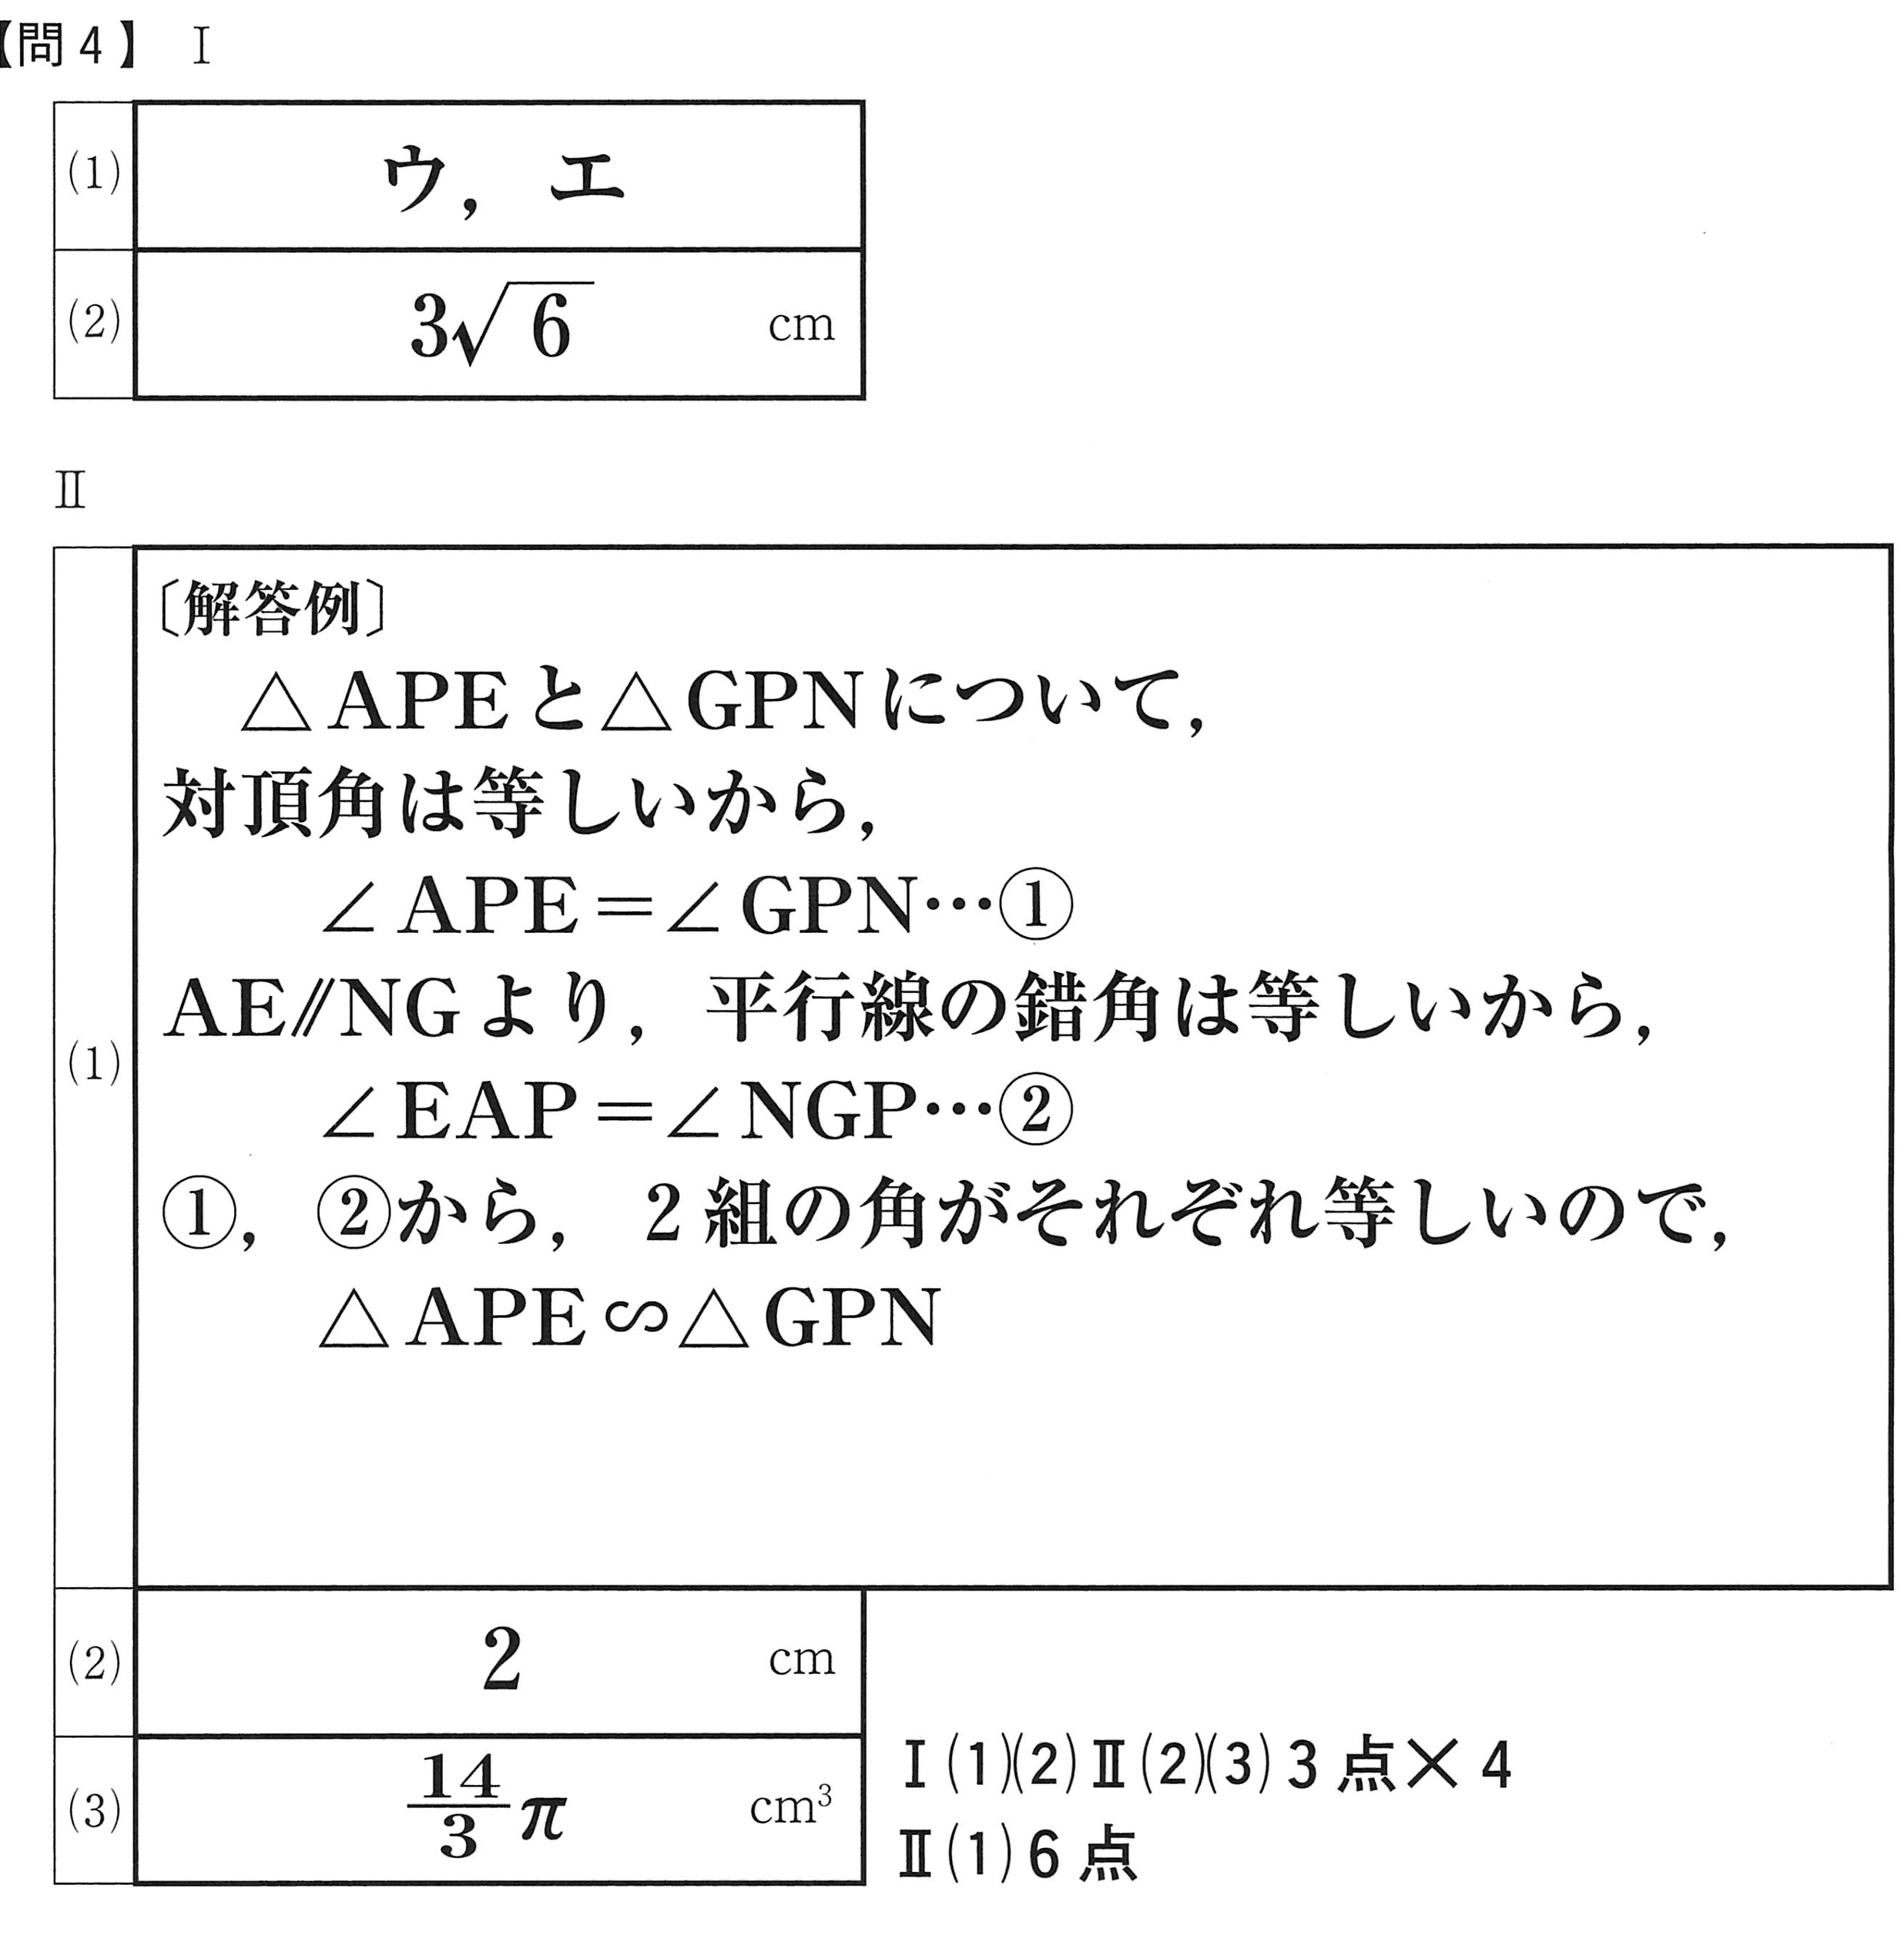 【問4】 Ⅰ
(1) ウ, エ
(2) 3√6 cm
Ⅱ
〔解答例〕
△APEと△GPNについて,
対頂角は等しいから,
∠APE=∠GPN…①
(1) AE∥NGより, 平行線の錯角は等しいから,
∠EAP=∠NGP…②
①, ②から, 2組の角がそれぞれ等しいので,
△APE∽△GPN
(2) 2 cm
(3) 14/3 π cm³
Ⅰ(1)(2)Ⅱ(2)(3)3点×4
Ⅱ(1)6点